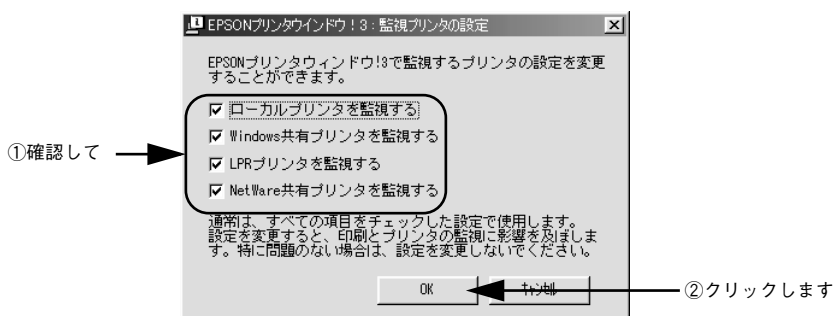 EPSONプリンタウインドウ!3:監視プリンタの設定
EPSONプリンタウィンドウ!3で監視するプリンタの設定を変更
することができます。
ローカルプリンタを監視する
Windows共有プリンタを監視する
①確認して
LPRプリンタを監視する
NetWare共有プリンタを監視する
通常は、すべての項目をチェックした設定で使用します。
設定を変更すると、印刷とプリンタの監視に影響を及ぼしま
す。特に問題のない場合は、設定を変更しないでください。
OK
キャンセル
②クリックします